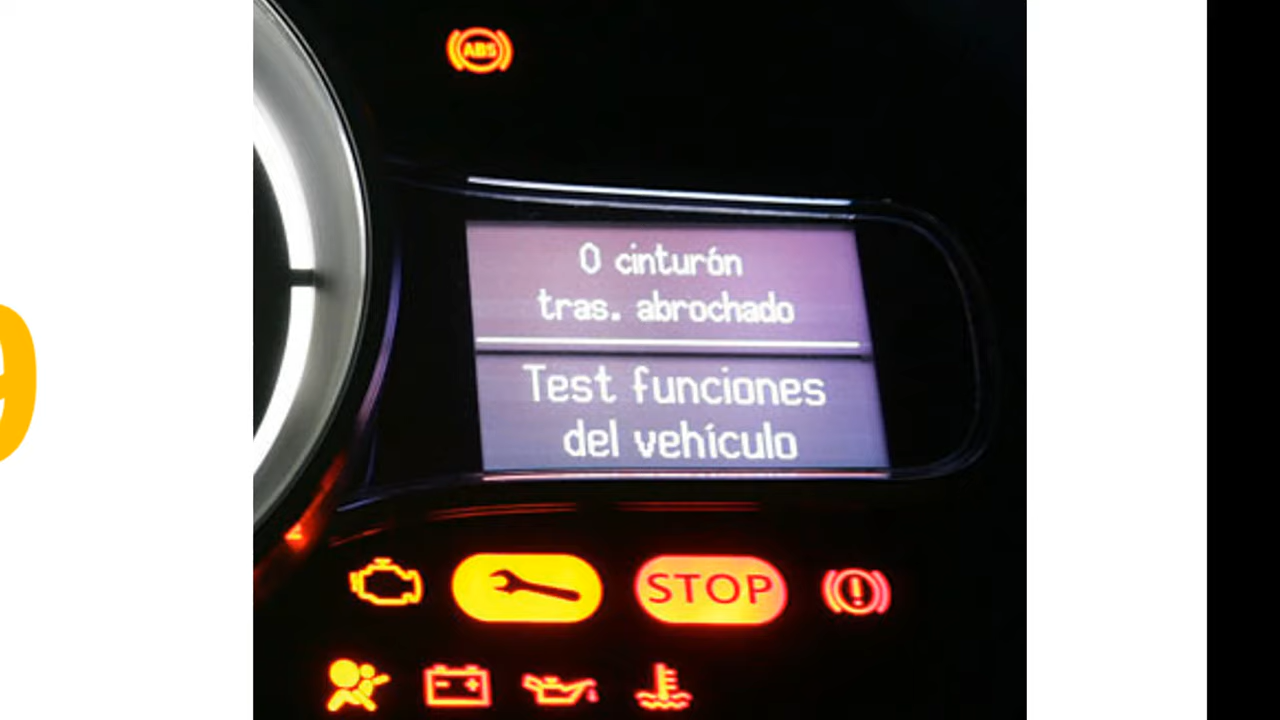 ABS
0 cinturón
tras. abrochado
Test funciones
del vehículo
STOP